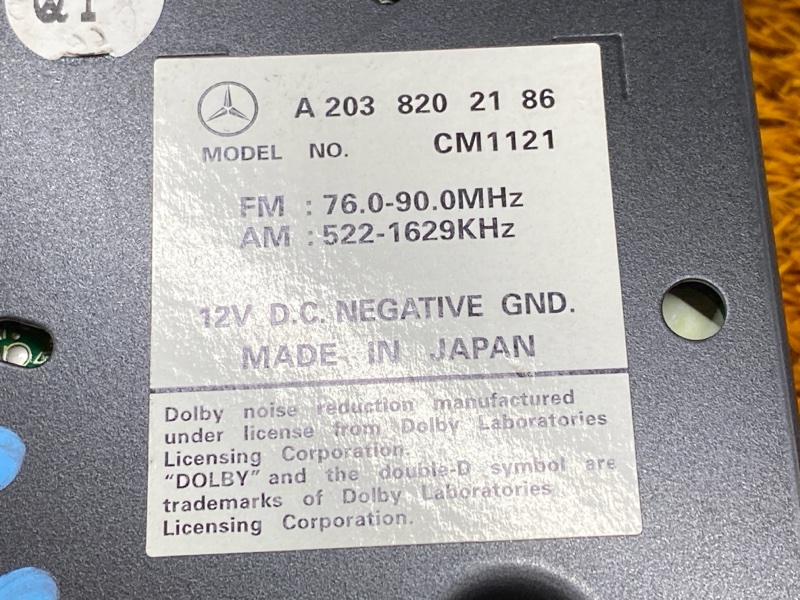 Q1
A 203 820 2186
MODEL NO. CM1121
FM : 76.0-90.0MHz
AM : 522-1629KHz
12V D.C. NEGATIVE GND.
MADE IN JAPAN
Dolby noise reduction manufactured
under license from Dolby Laboratories
Licensing Corporation.
"DOLBY" and the double-D symbol are
trademarks of Dolby Laboratories
Licensing Corporation.